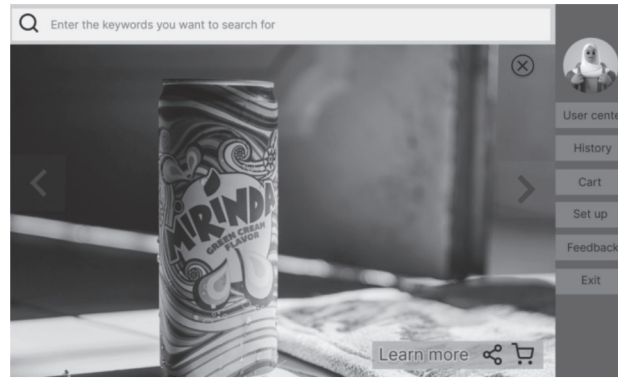 Enter the keywords you want to search for
User cente
History
Cart
Set up
Feedback
Exit
MIRINDA
GREEN CREAM
FLAVOR
Learn more